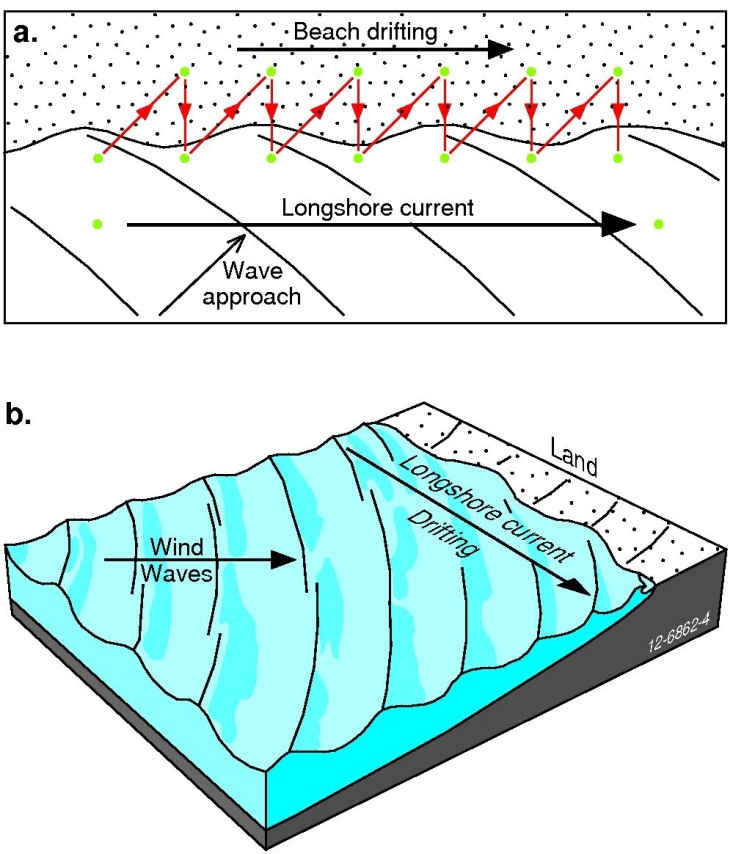 a.
Beach drifting
Longshore current
Wave
approach
b.
Land
Longshore current
Drifting
Wind
Waves
12-6862-4